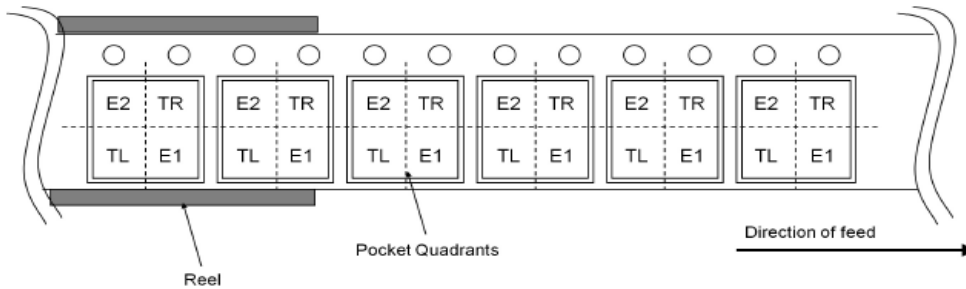 E2 TR E2 TR E2 TR E2 TR E2 TR E2 TR
TL E1 TL E1 TL E1 TL E1 TL E1 TL E1
Direction of feed
Pocket Quadrants
Reel